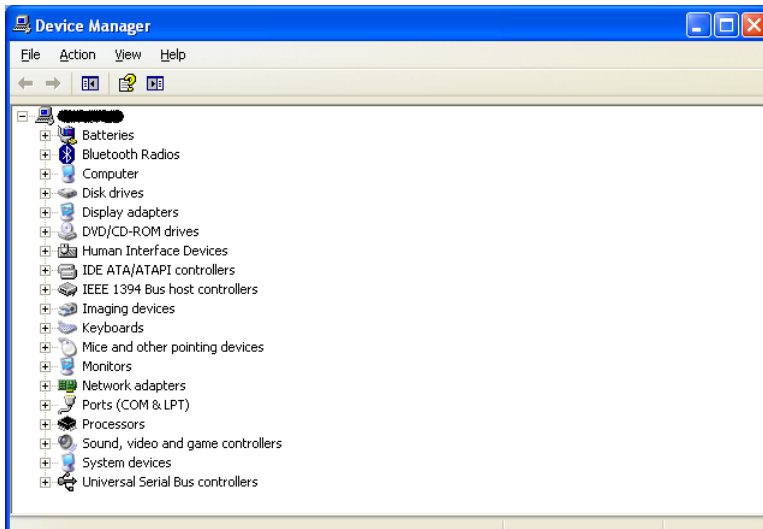 Device Manager
File Action View Help
Batteries
Bluetooth Radios
Computer
Disk drives
Display adapters
DVD/CD-ROM drives
Human Interface Devices
IDE ATA/ATAPI controllers
IEEE 1394 Bus host controllers
Imaging devices
Keyboards
Mice and other pointing devices
Monitors
Network adapters
Ports (COM & LPT)
Processors
Sound, video and game controllers
System devices
Universal Serial Bus controllers